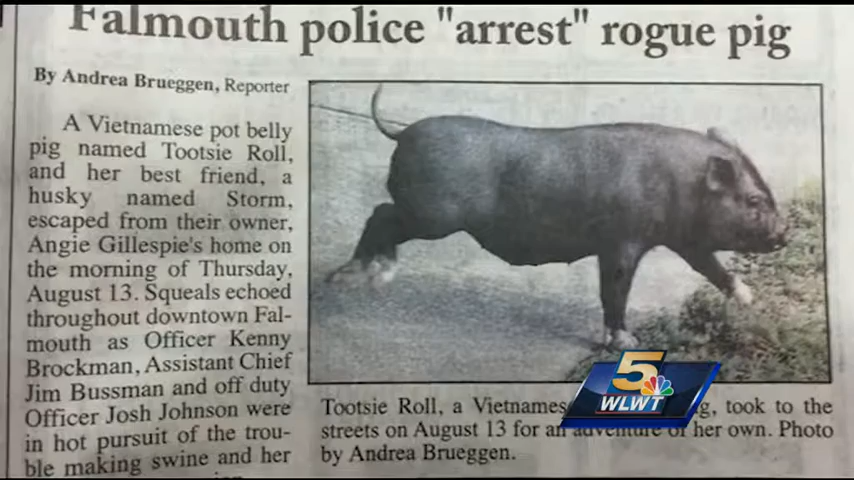 Falmouth police "arrest" rogue pig
By Andrea Brueggen, Reporter
A Vietnamese pot belly
pig named Tootsie Roll,
and her best friend, a
husky named Storm,
escaped from their owner,
Angie Gillespie's home on
the morning of Thursday,
August 13. Squeals echoed
throughout downtown Fal-
mouth as Officer Kenny
Brockman, Assistant Chief
Jim Bussman and off duty
Officer Josh Johnson were
in hot pursuit of the trou-
ble making swine and her
Tootsie Roll, a Vietnames took to the
streets on August 13 for an adventure of her own. Photo
by Andrea Brueggen.
5
WLWT